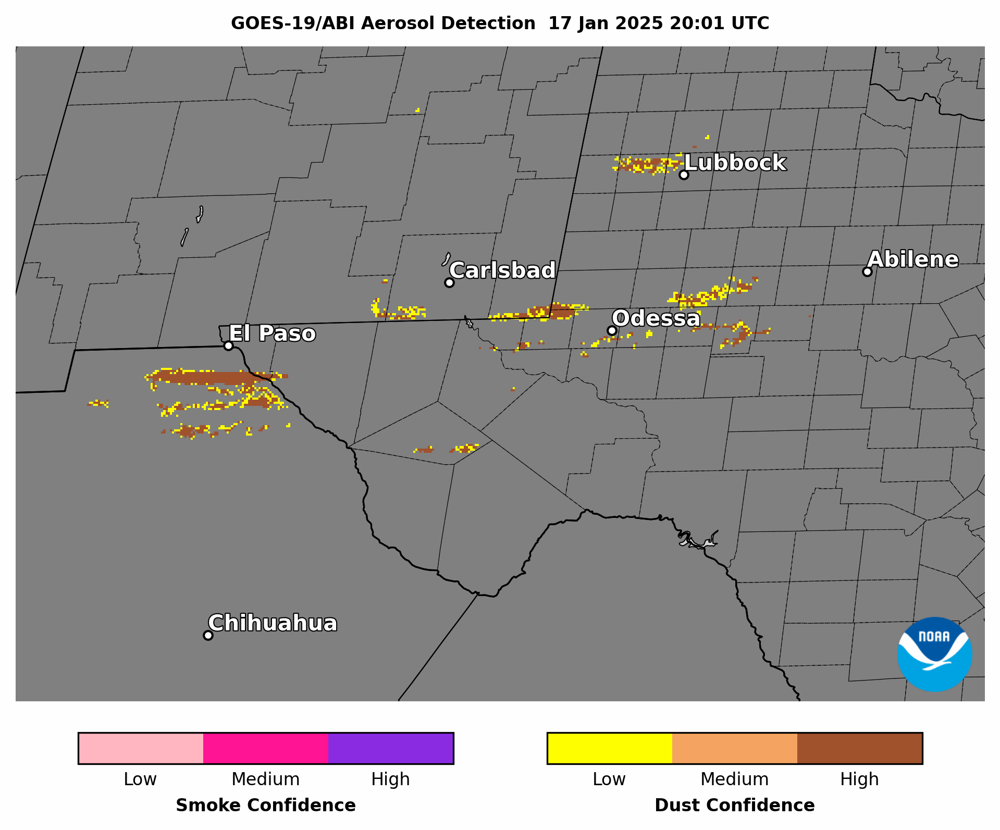 GOES-19/ABI Aerosol Detection  17 Jan 2025 20:01 UTC
Lubbock
Abilene
Carlsbad
Odessa
El Paso
Chihuahua
NOAA
Low Medium High
Smoke Confidence
Low Medium High
Dust Confidence